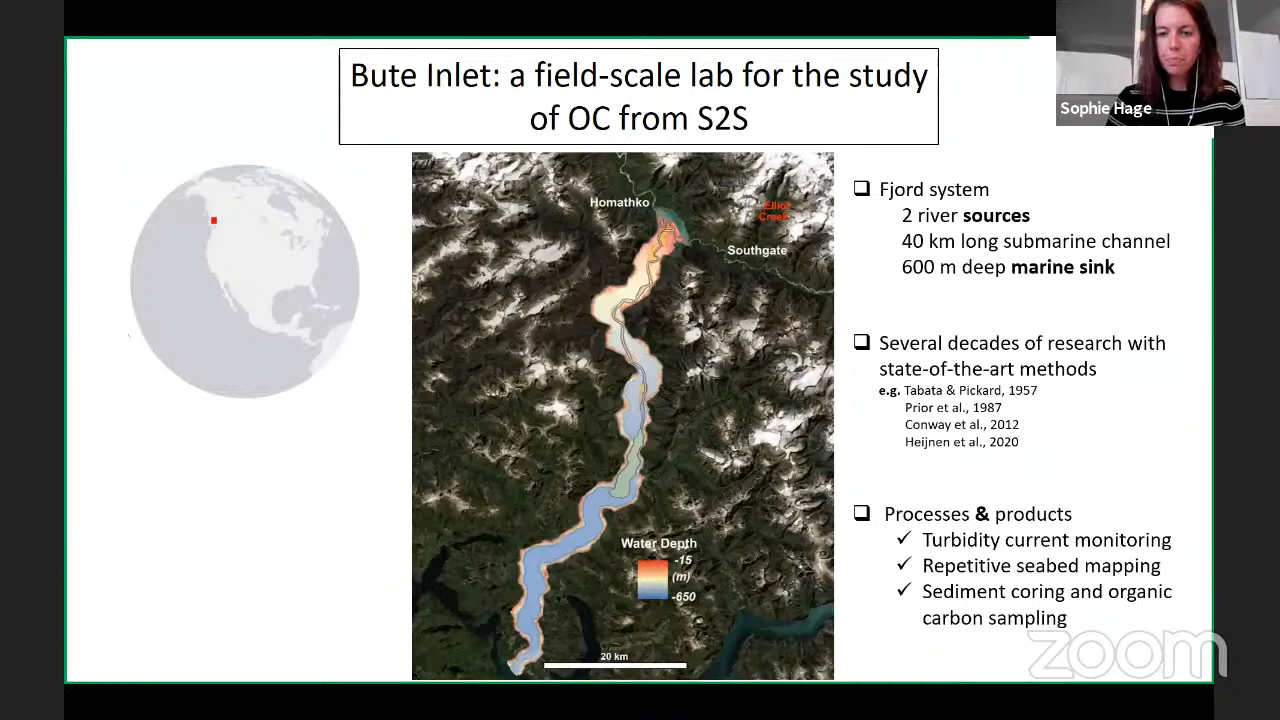 Bute Inlet: a field-scale lab for the study
of OC from S2S
Sophie Hage
Homathko
Elliot
Creek
Southgate
Water Depth
-15
(m)
-650
20 km
❑ Fjord system
2 river sources
40 km long submarine channel
600 m deep marine sink
❑ Several decades of research with
state-of-the-art methods
e.g. Tabata & Pickard, 1957
Prior et al., 1987
Conway et al., 2012
Heijnen et al., 2020
❑ Processes & products
✓ Turbidity current monitoring
✓ Repetitive seabed mapping
✓ Sediment coring and organic
carbon sampling
zoom